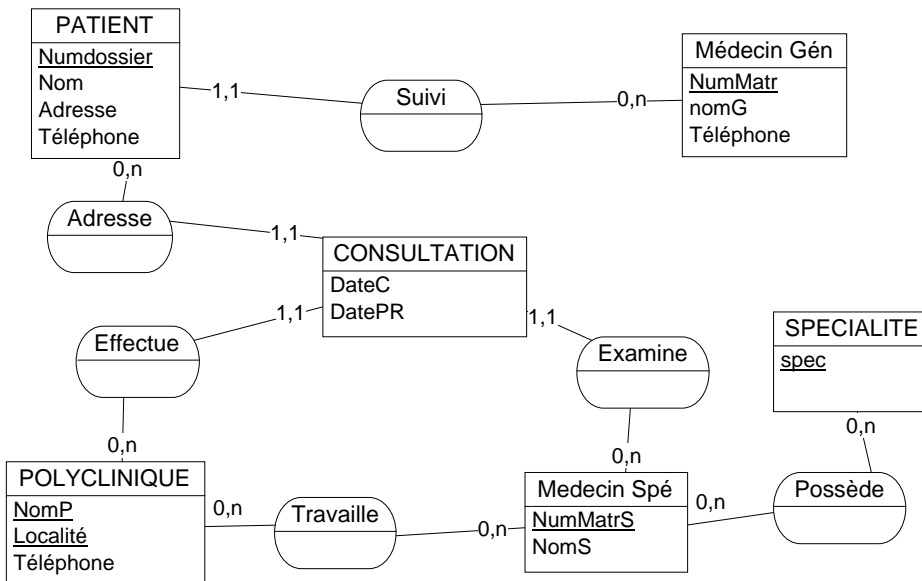 PATIENT
Numdossier
Nom
Adresse
Téléphone
1,1
Suivi
0,n
Médecin Gén
NumMatr
nomG
Téléphone
0,n
Adresse
1,1
CONSULTATION
DateC
DatePR
1,1
Effectue
0,n
1,1
Examine
0,n
SPECIALITE
spec
0,n
POLYCLINIQUE
NomP
Localité
Téléphone
0,n
Travaille
0,n
Medecin Spé
NumMatrS
NomS
0,n
Possède